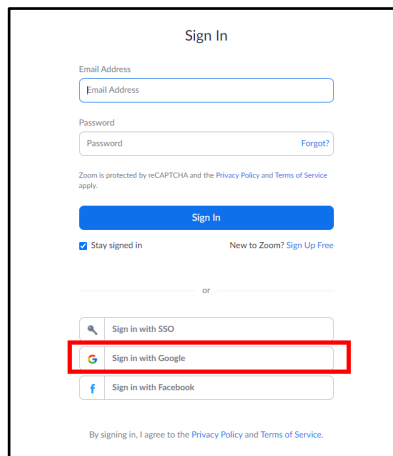 Sign In
Email Address
Email Address
Password
Password Forgot?
Zoom is protected by reCAPTCHA and the Privacy Policy and Terms of Service
apply.
Sign In
Stay signed in New to Zoom? Sign Up Free
or
Sign in with SSO
G Sign in with Google
f Sign in with Facebook
By signing in, I agree to the Privacy Policy and Terms of Service.